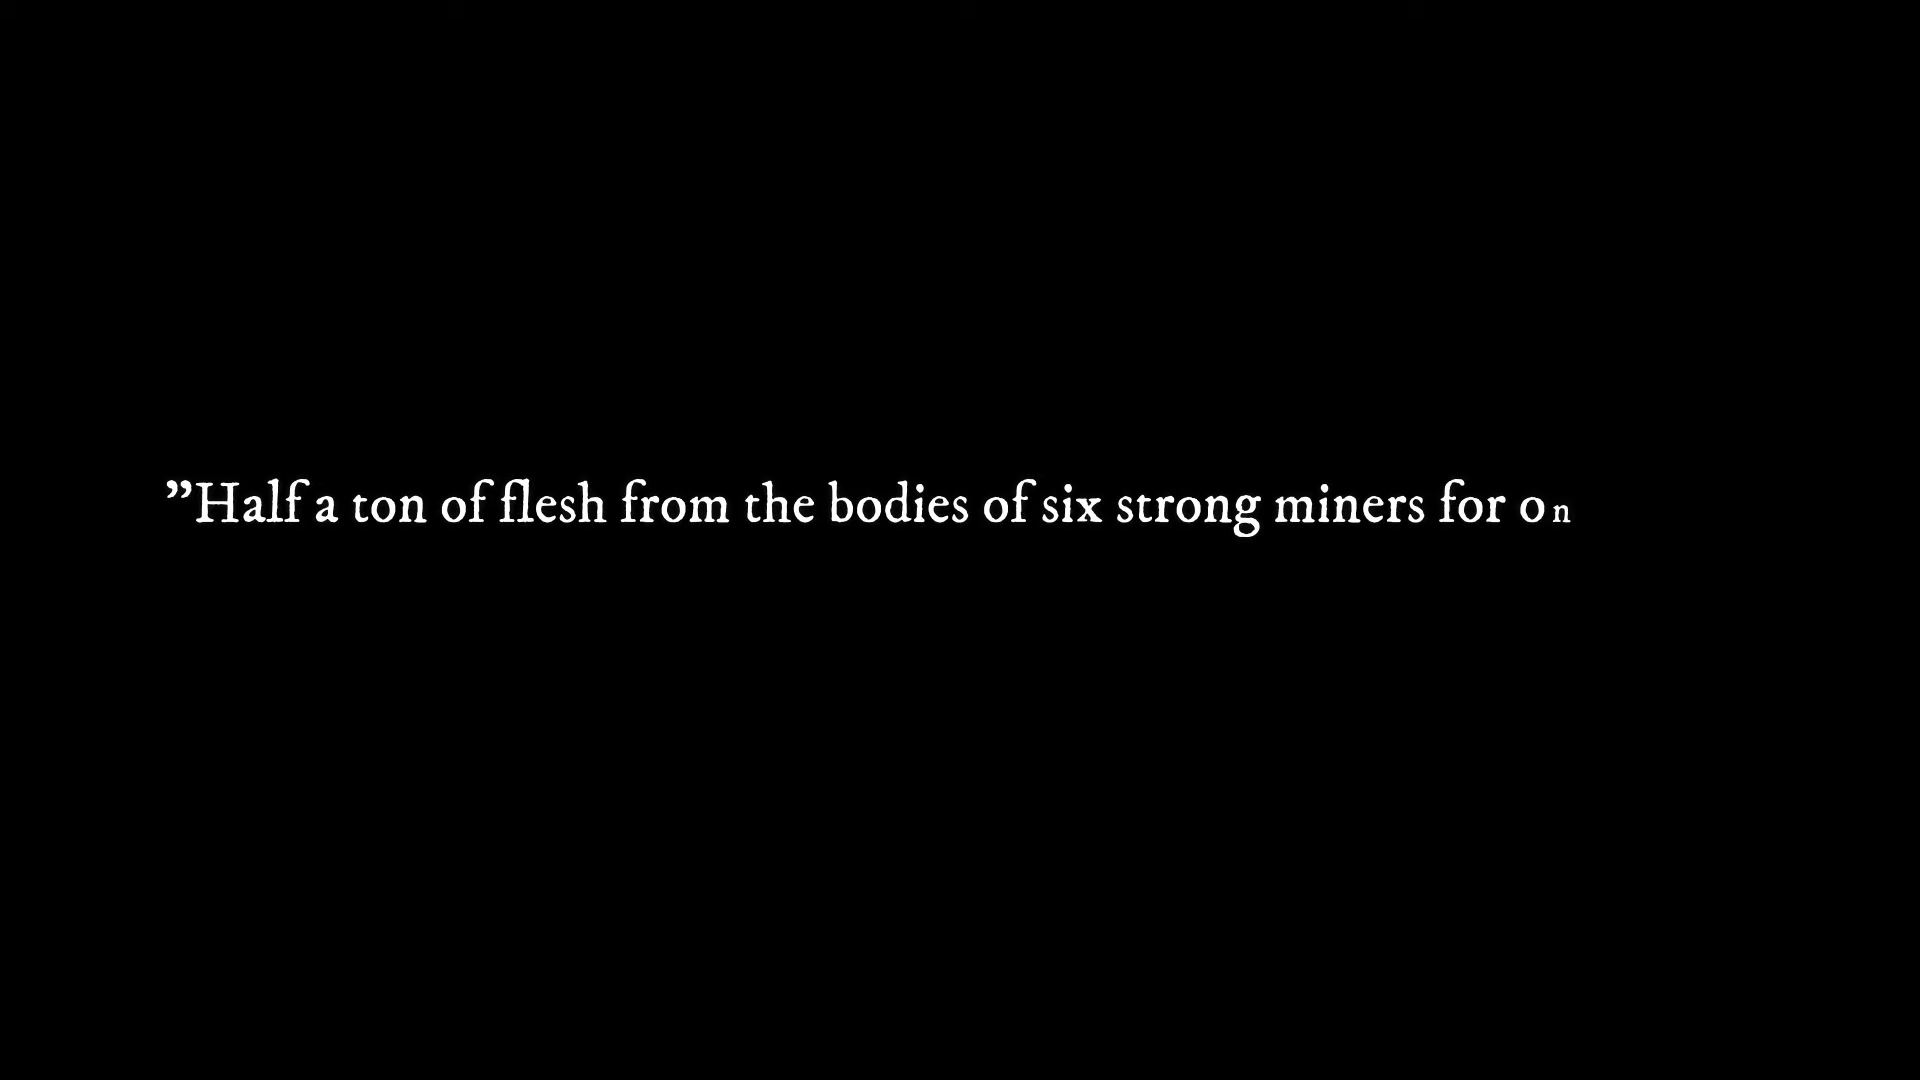 ”Half a ton of flesh from the bodies of six strong miners for on